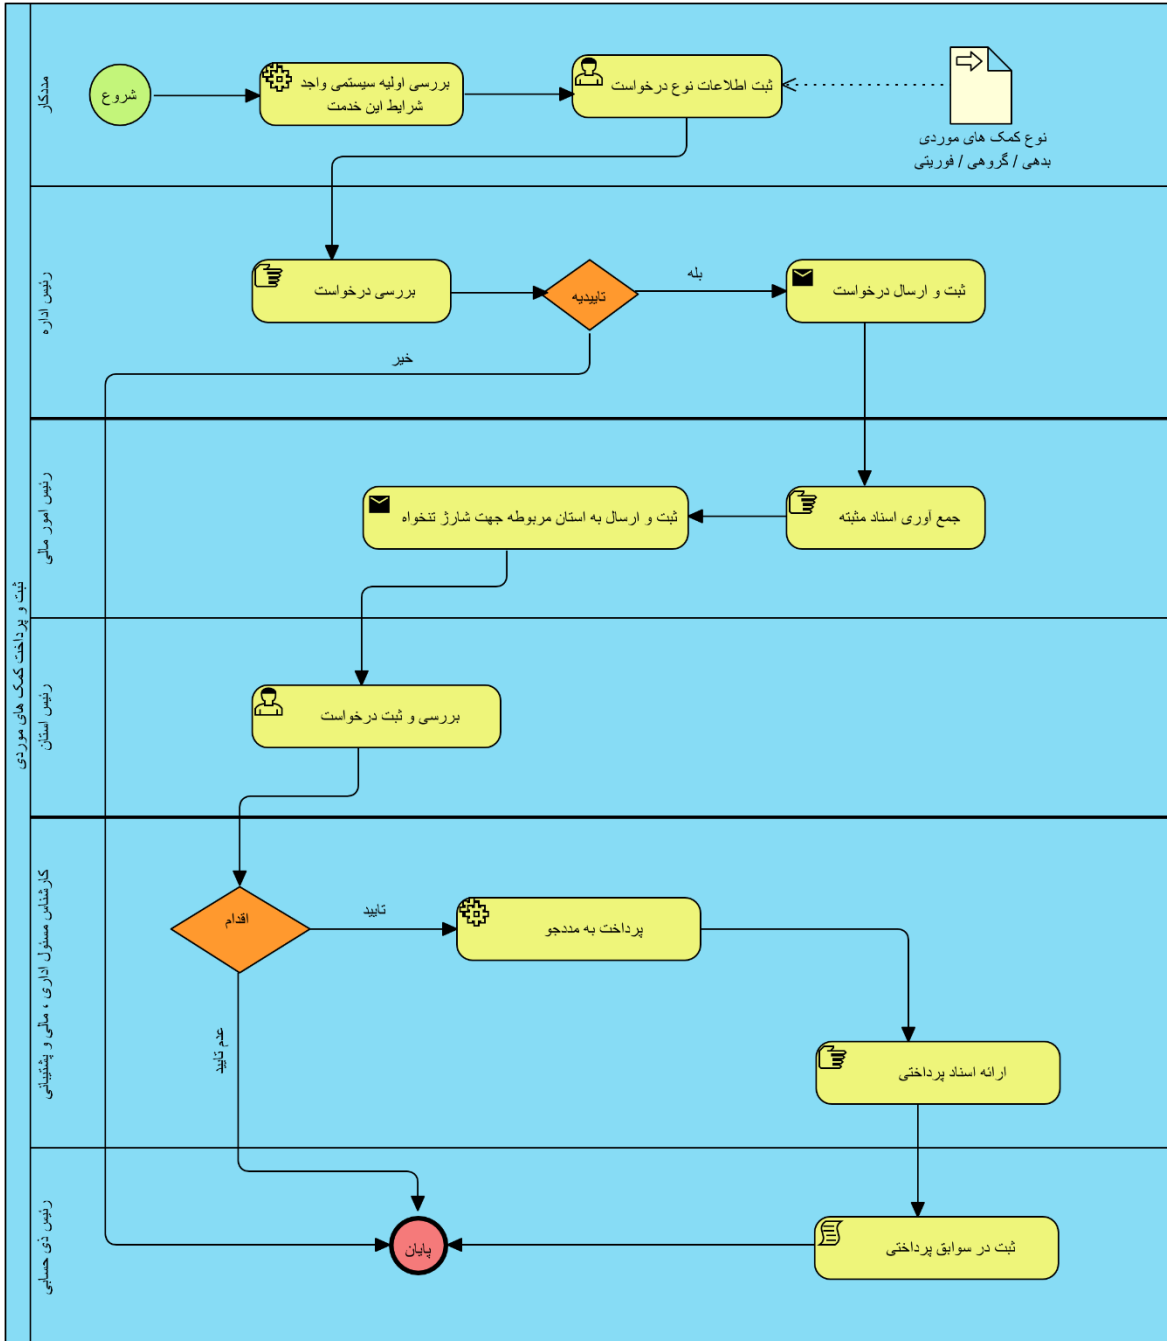 ثبت و پرداخت کمک های موردی
مددکار
شروع
بررسی اولیه سیستمی واجد
شرایط این خدمت
ثبت اطلاعات نوع درخواست
نوع کمک های موردی
بدهی / گروهی / فوریتی
رئیس اداره
بررسی درخواست
تاییدیه
بله
ثبت و ارسال درخواست
خیر
رئیس امور مالی
جمع آوری اسناد مثبته
ثبت و ارسال به استان مربوطه جهت شارژ تنخواه
رئیس استان
بررسی و ثبت درخواست
کارشناس مسئول اداری ، مالی و پشتیبانی
اقدام
تایید
پرداخت به مددجو
عدم تایید
ارائه اسناد پرداختی
رئیس ذی حسابی
پایان
ثبت در سوابق پرداختی